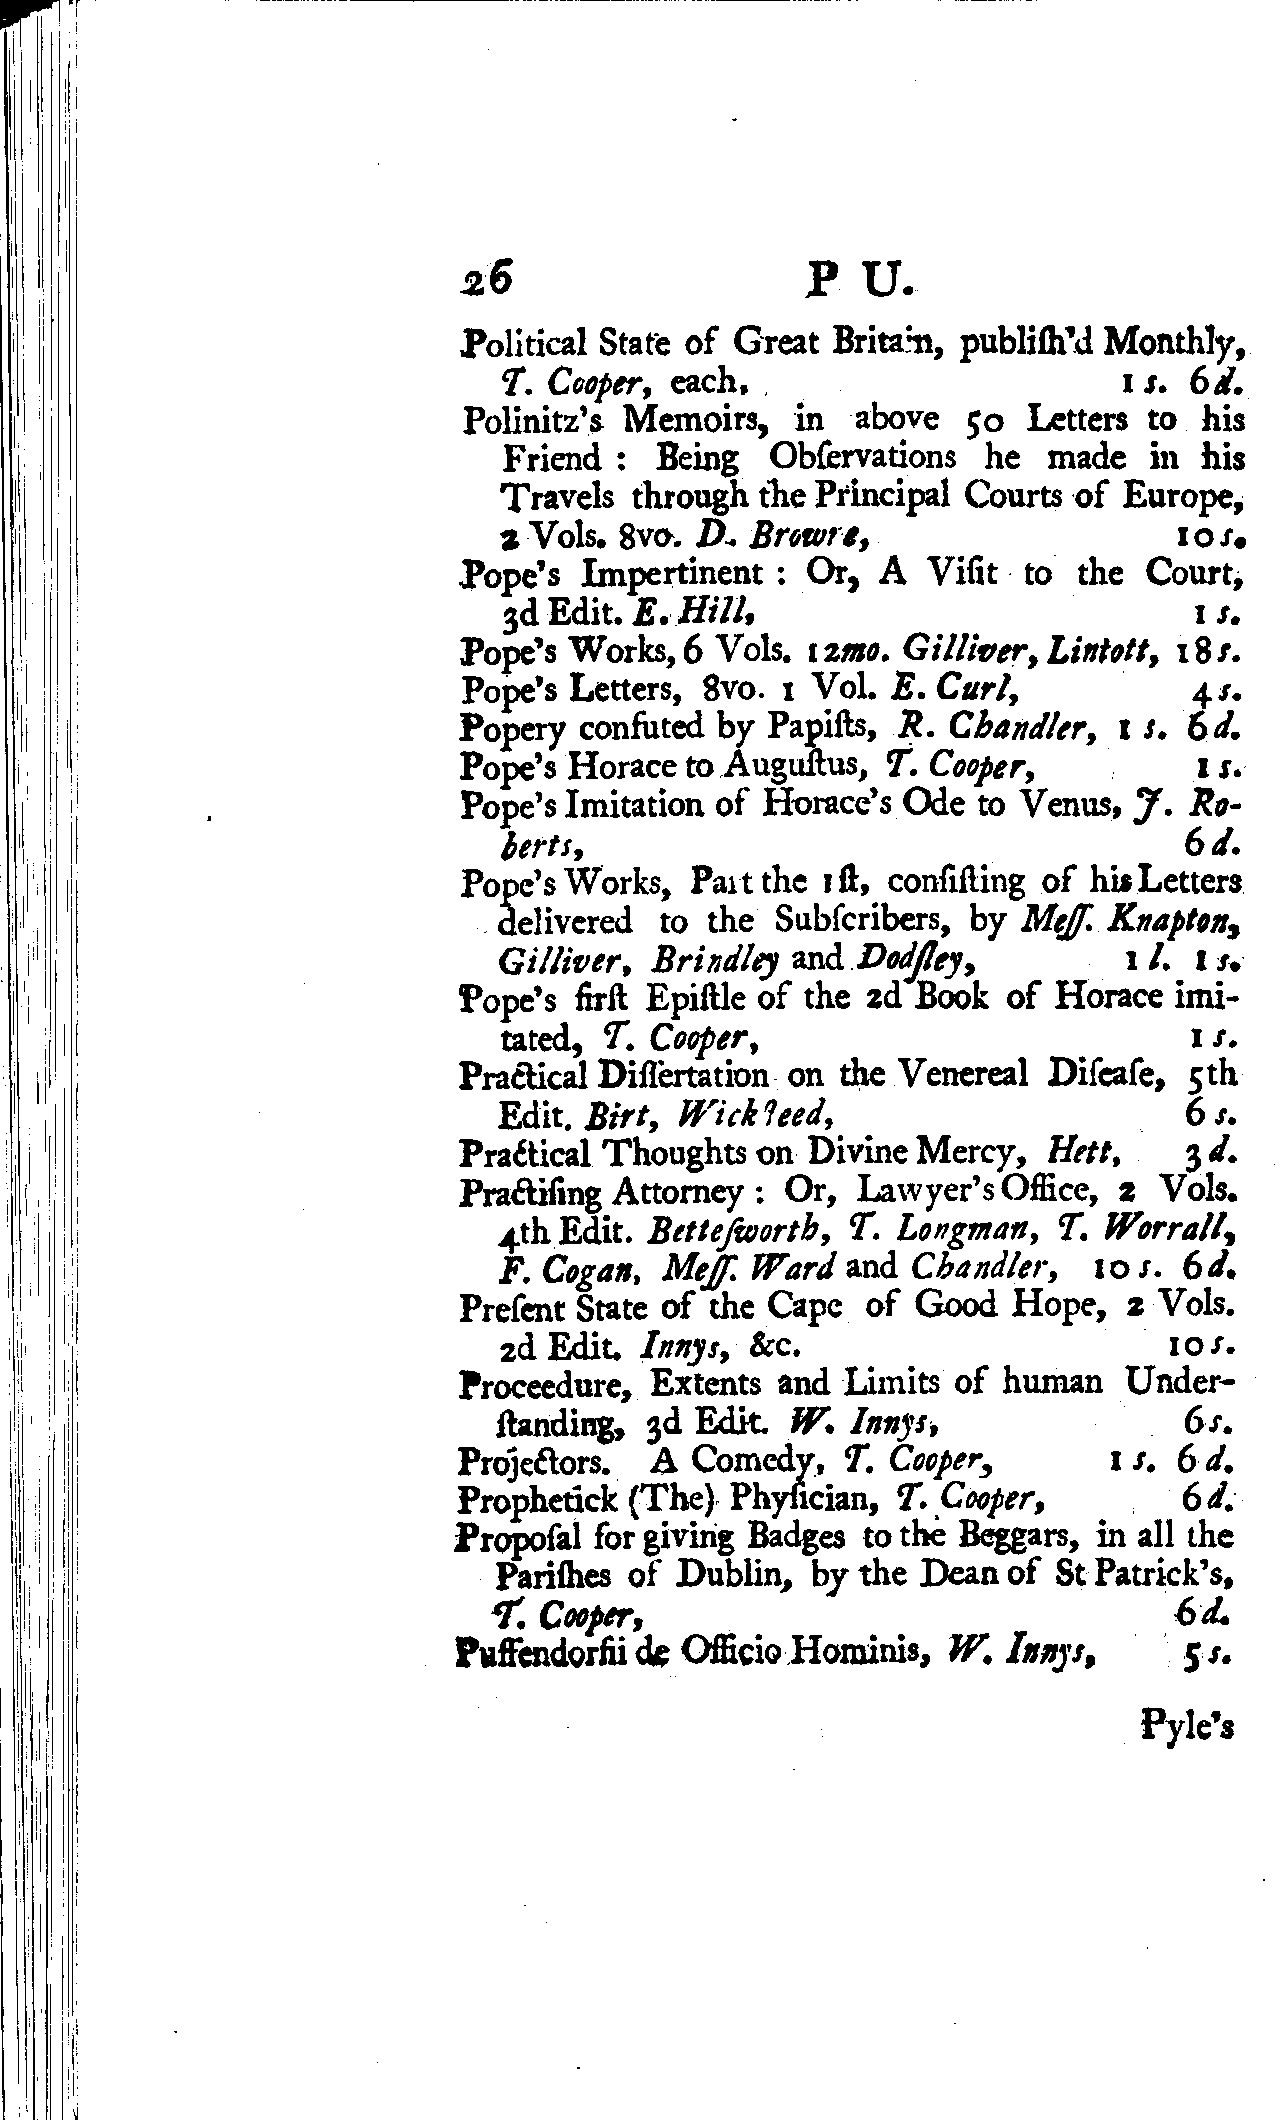 26 P U.
Political State of Great Britain, publiſh'd Monthly,
T. Cooper, each, 1 s. 6 d.
Polinitz's Memoirs, in above 50 Letters to his
Friend : Being Obſervations he made in his
Travels through the Principal Courts of Europe,
2 Vols. 8vo. D. Browre, 10 s.
Pope's Impertinent : Or, A Viſit to the Court,
3d Edit. E. Hill, 1 s.
Pope's Works, 6 Vols. 12mo. Gilliver, Lintott, 18 s.
Pope's Letters, 8vo. 1 Vol. E. Curl, 4 s.
Popery confuted by Papiſts, R. Chandler, 1 s. 6 d.
Pope's Horace to Auguſtus, T. Cooper, 1 s.
Pope's Imitation of Horace's Ode to Venus, J. Ro-
berts, 6 d.
Pope's Works, Part the 1ſt, conſiſting of his Letters
delivered to the Subſcribers, by Meſſ. Knapton,
Gilliver, Brindley and Dodſley, 1 l. 1 s.
Pope's firſt Epiſtle of the 2d Book of Horace imi-
tated, T. Cooper, 1 s.
Practical Diſſertation on the Venereal Diſeaſe, 5th
Edit. Birt, 6 s.
Practical Thoughts on Divine Mercy, Hett, 3 d.
Practiſing Attorney : Or, Lawyer's Office, 2 Vols.
4th Edit. Betteſworth, T. Longman, T. Worrall,
F. Cogan, Meſſ. Ward and Chandler, 10 s. 6 d.
Preſent State of the Cape of Good Hope, 2 Vols.
2d Edit. Innys, &c. 10 s.
Proceedure, Extents and Limits of human Under-
ſtanding, 3d Edit. W. Innys, 6 s.
Projectors. A Comedy, T. Cooper, 1 s. 6 d.
Prophetick (The) Phyſician, T. Cooper, 6 d.
Propoſal for giving Badges to the Beggars, in all the
Pariſhes of Dublin, by the Dean of St Patrick's,
T. Cooper, 6 d.
Puffendorfii de Officio Hominis, W. Innys, 5 s.
Pyle's